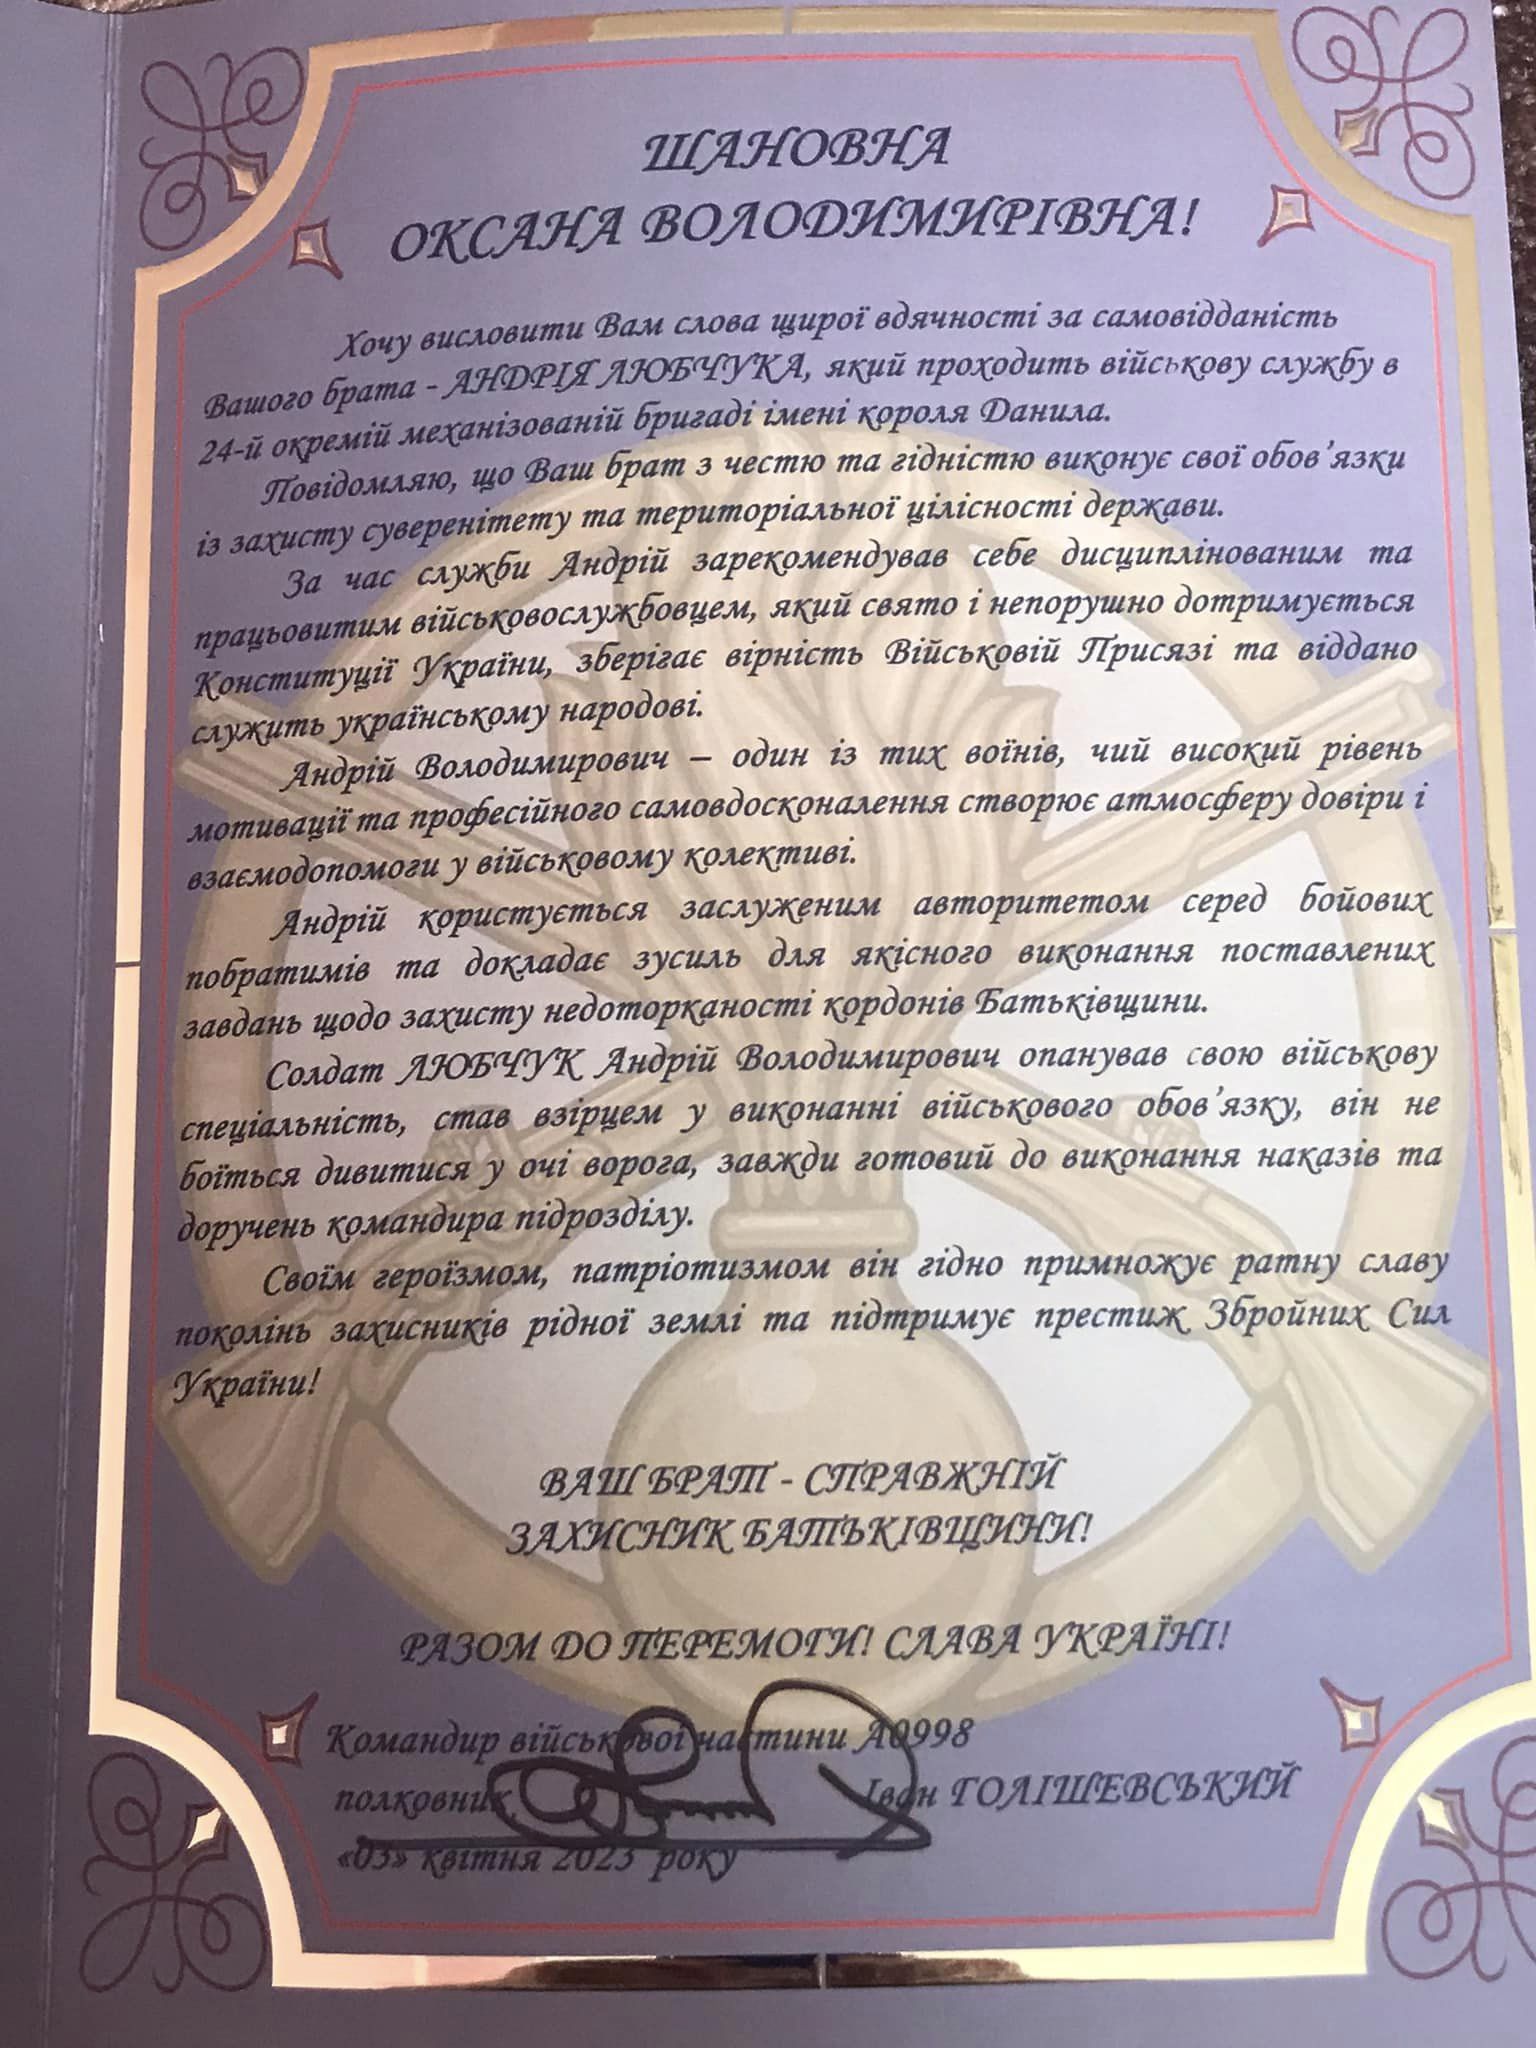 ШАНОВНА
ОКСАНА ВОЛОДИМИРІВНА!
Хочу висловити Вам слова щирої вдячності за самовідданість
Вашого брата - АНДРІЯ ЛЮБЧУКА, який проходить військову службу в
24-й окремій механізованій бригаді імені короля Данила.
Повідомляю, що Ваш брат з честю та гідністю виконує свої обов’язки
із захисту суверенітету та територіальної цілісності держави.
За час служби Андрій зарекомендував себе дисциплінованим та
працьовитим військовослужбовцем, який свято і непорушно дотримується
Конституції України, зберігає вірність Військовій Присязі та віддано
служить українському народові.
Андрій Володимирович – один із тих воїнів, чий високий рівень
мотивації та професійного самовдосконалення створює атмосферу довіри і
взаємодопомоги у військовому колективі.
Андрій користується заслуженим авторитетом серед бойових
побратимів та докладає зусиль для якісного виконання поставлених
завдань щодо захисту недоторканості кордонів Батьківщини.
Солдат ЛЮБЧУК Андрій Володимирович опанував свою військову
спеціальність, став взірцем у виконанні військового обов’язку, він не
боїться дивитися у очі ворога, завжди готовий до виконання наказів та
доручень командира підрозділу.
Своїм героїзмом, патріотизмом він гідно примножує ратну славу
поколінь захисників рідної землі та підтримує престиж Збройних Сил
України!
ВАШ БРАТ - СПРАВЖНІЙ
ЗАХИСНИК БАТЬКІВЩИНИ!
РАЗОМ ДО ПЕРЕМОГИ! СЛАВА УКРАЇНІ!
Командир військової частини А0998
полковник Іван ГОЛІШЕВСЬКИЙ
«03» квітня 2023 року